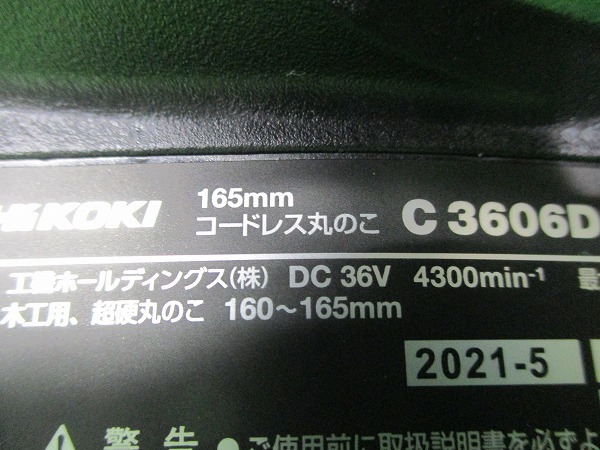 HiKOKI 165mm コードレス丸のこ C 3606D
工機ホールディングス(株) DC 36V 4300min-1 最
木工用、超硬丸のこ 160～165mm
2021-5
警告 ●ご使用前に取扱説明書を必ずよ